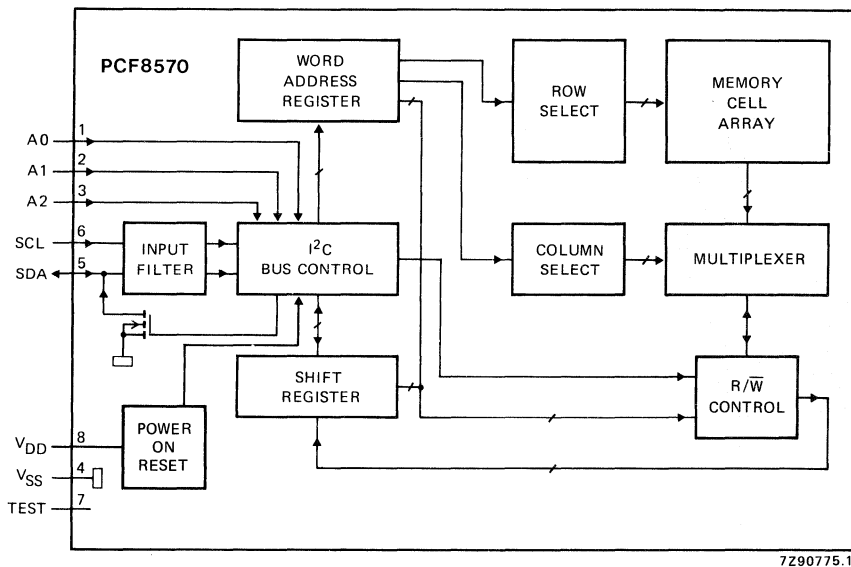 PCF8570
WORD
ADDRESS
REGISTER
ROW
SELECT
MEMORY
CELL
ARRAY
A0
1
A1
2
A2
3
SCL
6
SDA
5
INPUT
FILTER
I²C
BUS CONTROL
COLUMN
SELECT
MULTIPLEXER
SHIFT
REGISTER
R/W̅
CONTROL
POWER
ON
RESET
VDD
8
VSS
4
TEST
7
7Z90775.1